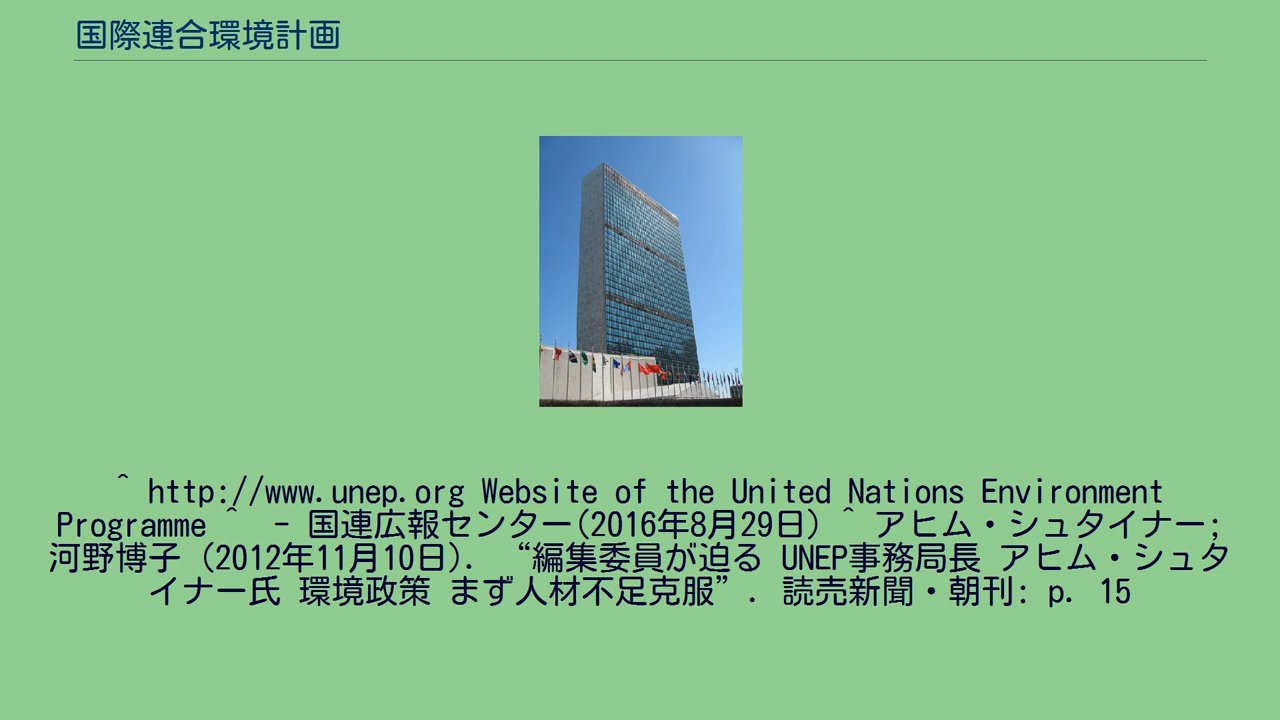 国際連合環境計画
^ http://www.unep.org Website of the United Nations Environment
Programme ^  - 国連広報センター(2016年8月29日) ^ アヒム・シュタイナー;
河野博子 (2012年11月10日). “編集委員が迫る UNEP事務局長 アヒム・シュタ
イナー氏 環境政策 まず人材不足克服”. 読売新聞・朝刊: p. 15